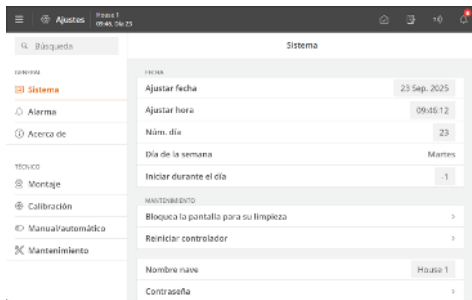 Ajustes
House 1
09:46, Día 23
Búsqueda
Sistema
GENERAL
Sistema
Alarma
Acerca de
TÉCNICO
Montaje
Calibración
Manual/automático
Mantenimiento
FECHA
Ajustar fecha 23 Sep. 2025
Ajustar hora 09:46:12
Núm. día 23
Día de la semana Martes
Iniciar durante el día -1
MANTENIMIENTO
Bloquea la pantalla para su limpieza
Reiniciar controlador
Nombre nave House 1
Contraseña